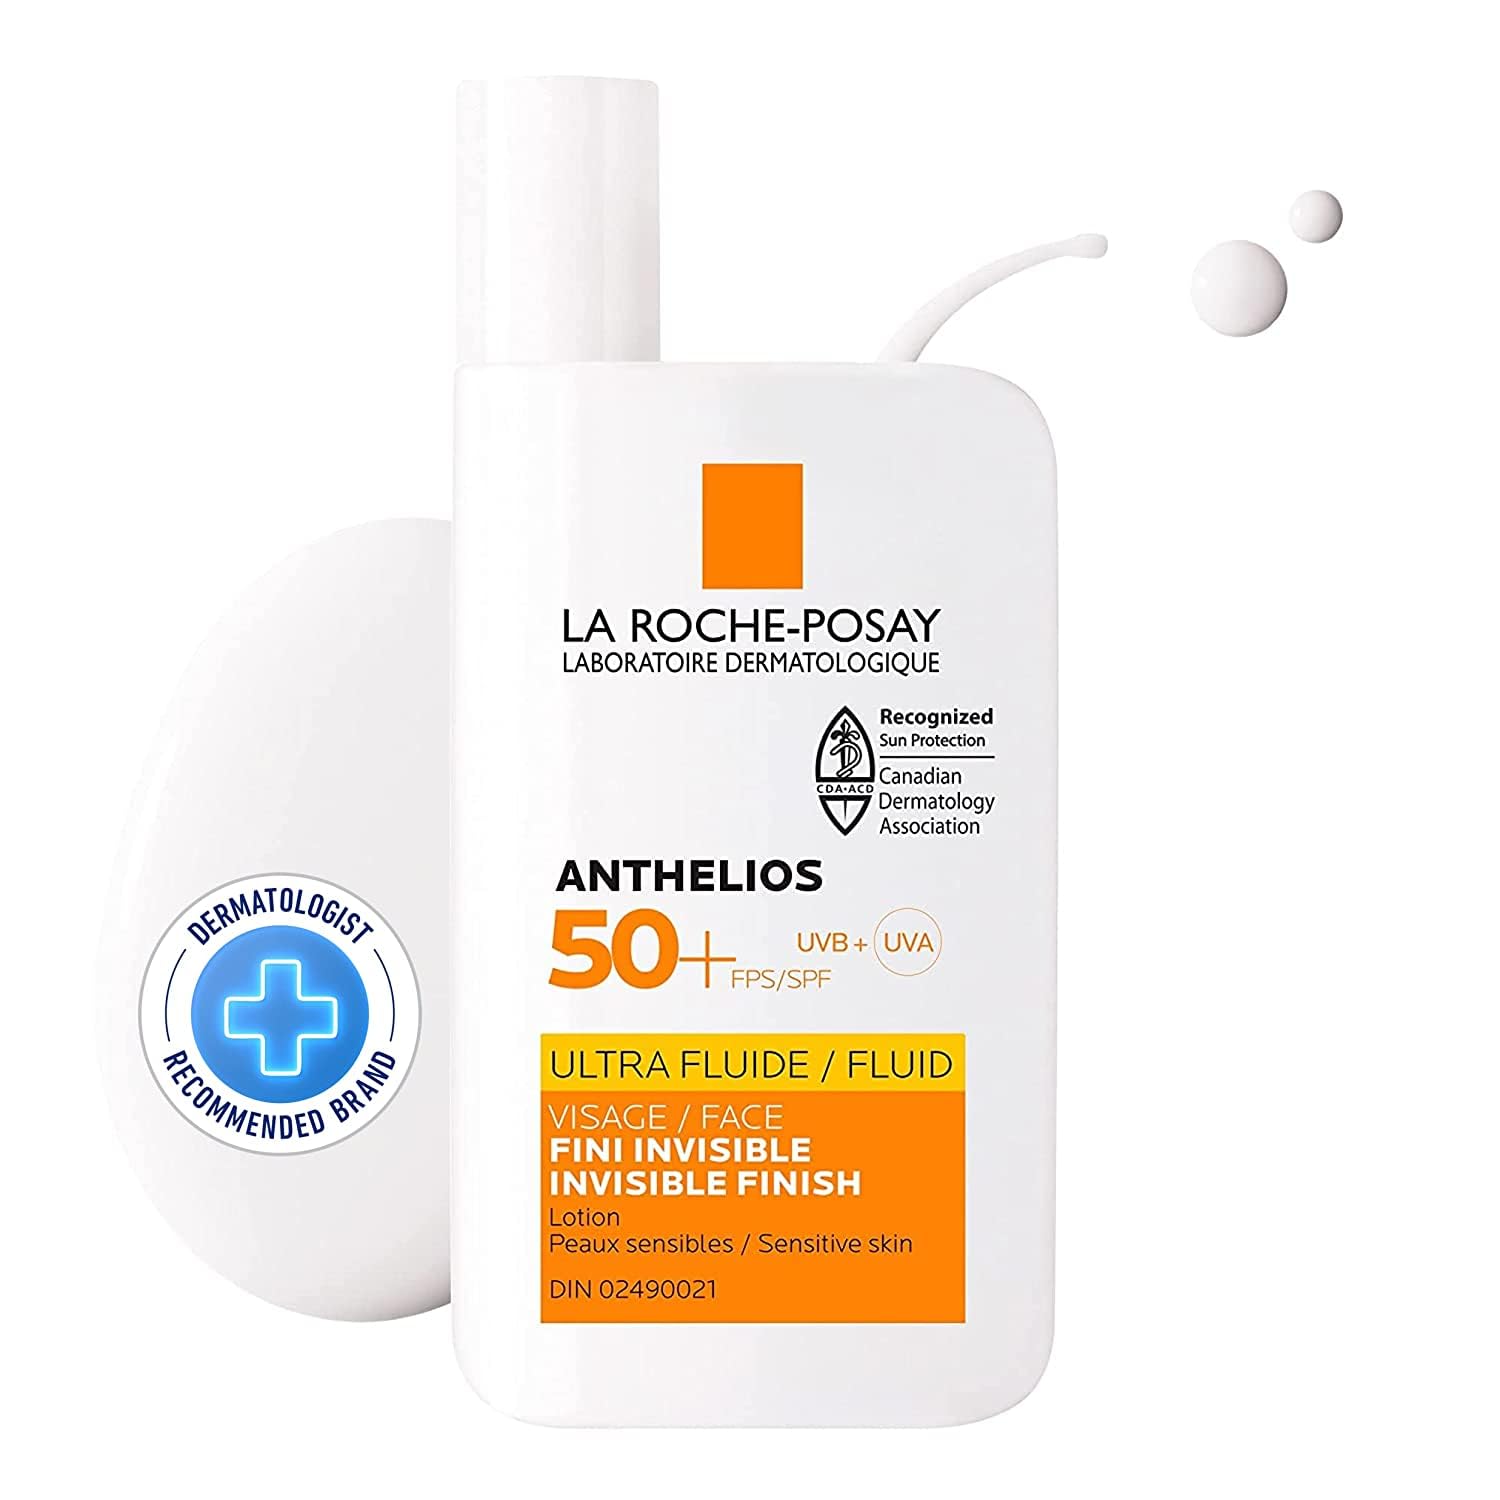 LA ROCHE-POSAY
LABORATOIRE DERMATOLOGIQUE
Recognized
Sun Protection
Canadian
Dermatology
Association
CDA•ACD
ANTHELIOS
50+
FPS/SPF
UVB + UVA
ULTRA FLUIDE / FLUID
VISAGE / FACE
FINI INVISIBLE
INVISIBLE FINISH
Lotion
Peaux sensibles / Sensitive skin
DIN 02490021
DERMATOLOGIST
RECOMMENDED BRAND